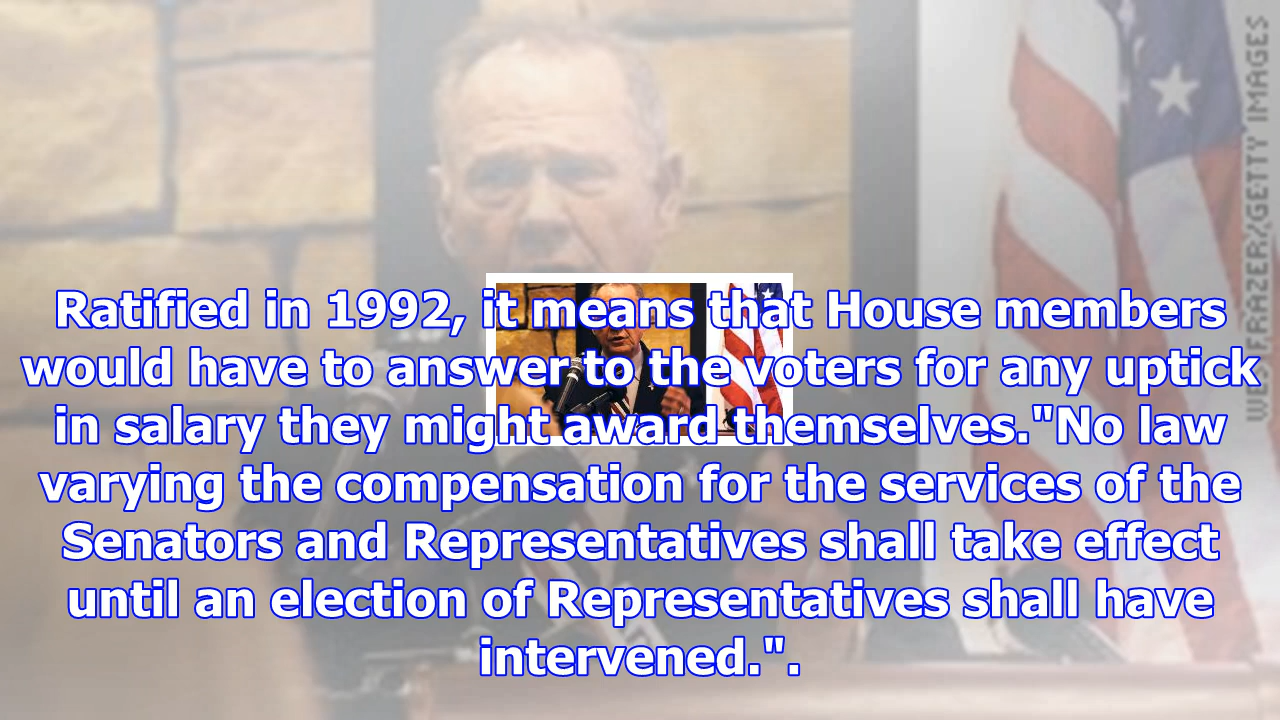 Ratified in 1992, it means that House members
would have to answer to the voters for any uptick
in salary they might award themselves."No law
varying the compensation for the services of the
Senators and Representatives shall take effect
until an election of Representatives shall have
intervened.".
WES FRAZER/GETTY IMAGES